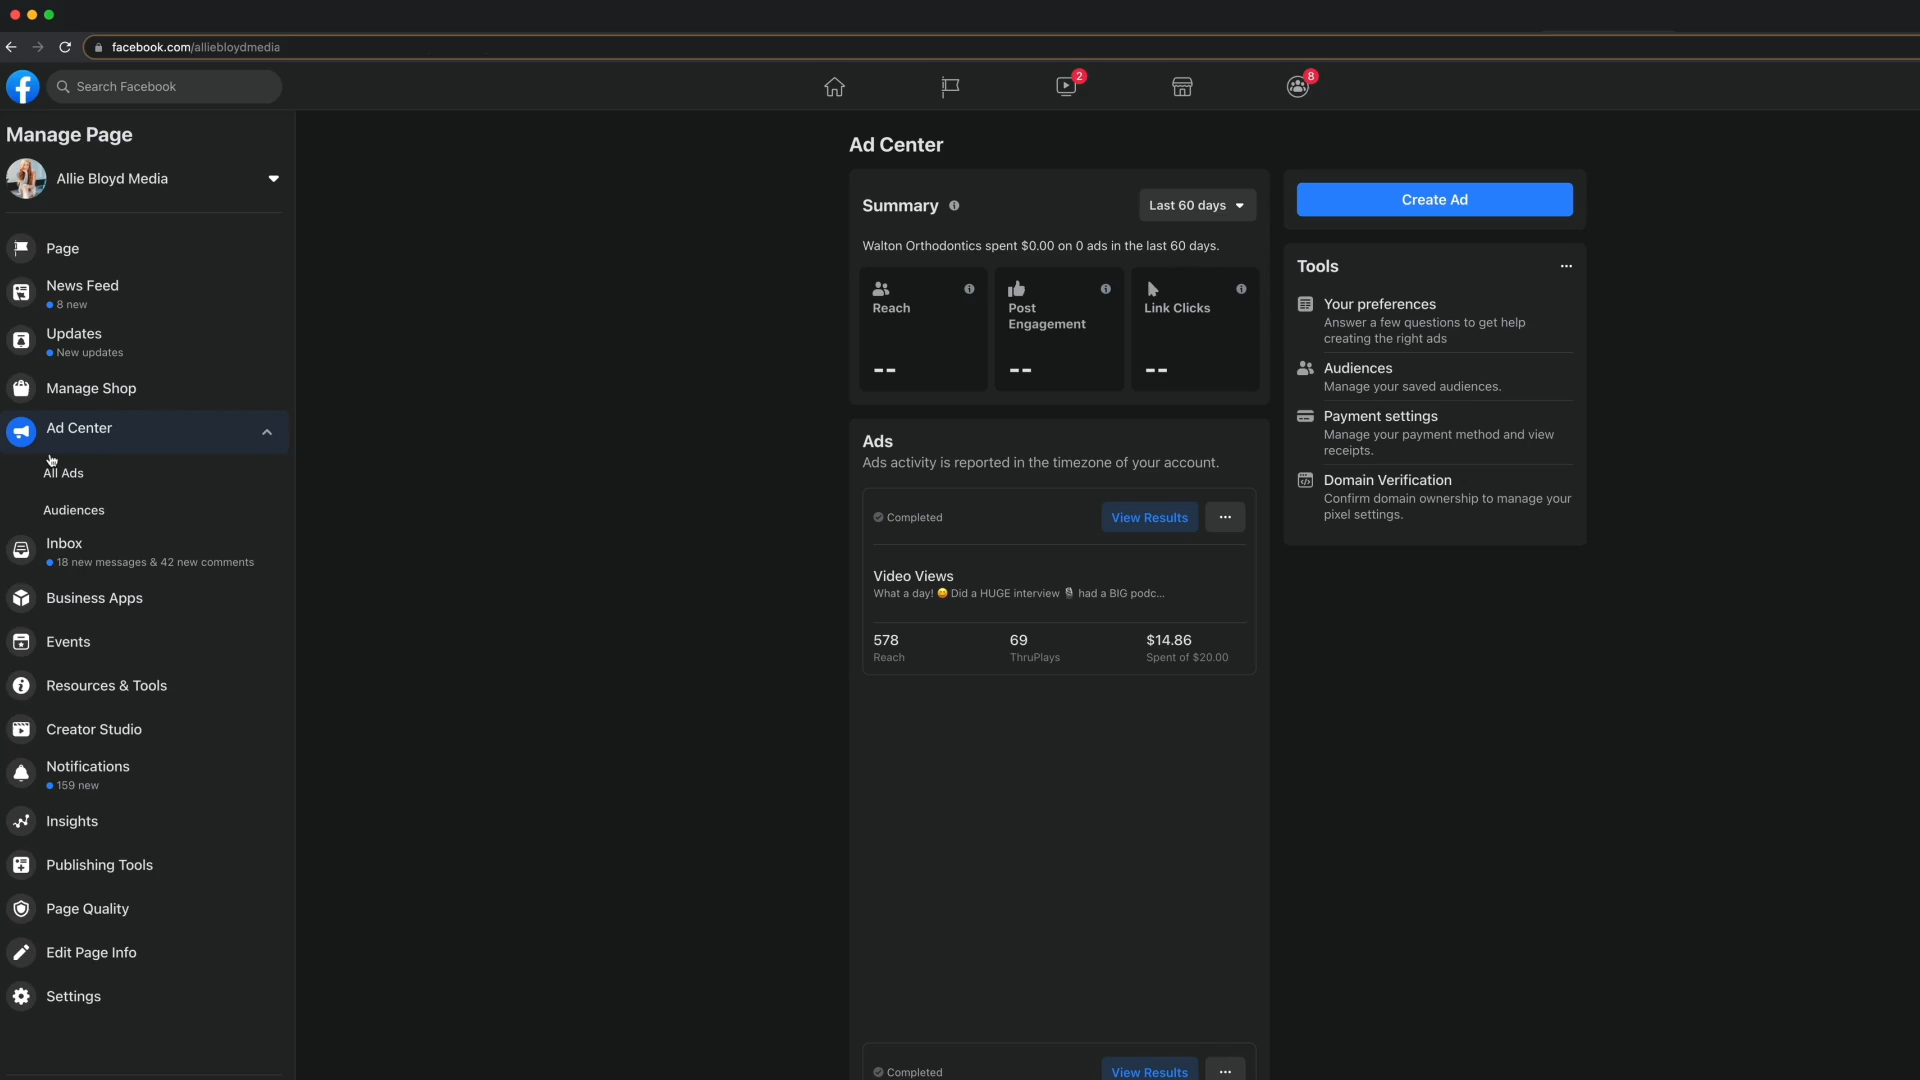 facebook.com/alliebloydmedia
Search Facebook
2
8
Manage Page
Allie Bloyd Media
Page
News Feed
8 new
Updates
New updates
Manage Shop
Ad Center
All Ads
Audiences
Inbox
18 new messages & 42 new comments
Business Apps
Events
Resources & Tools
Creator Studio
Notifications
159 new
Insights
Publishing Tools
Page Quality
Edit Page Info
Settings
Ad Center
Summary
Last 60 days
Walton Orthodontics spent $0.00 on 0 ads in the last 60 days.
Reach
--
Post
Engagement
--
Link Clicks
--
Ads
Ads activity is reported in the timezone of your account.
Completed
View Results
...
Video Views
What a day! 😀 Did a HUGE interview 🎙 had a BIG podc...
578
Reach
69
ThruPlays
$14.86
Spent of $20.00
Completed
View Results
...
Create Ad
Tools
...
Your preferences
Answer a few questions to get help
creating the right ads
Audiences
Manage your saved audiences.
Payment settings
Manage your payment method and view
receipts.
Domain Verification
Confirm domain ownership to manage your
pixel settings.